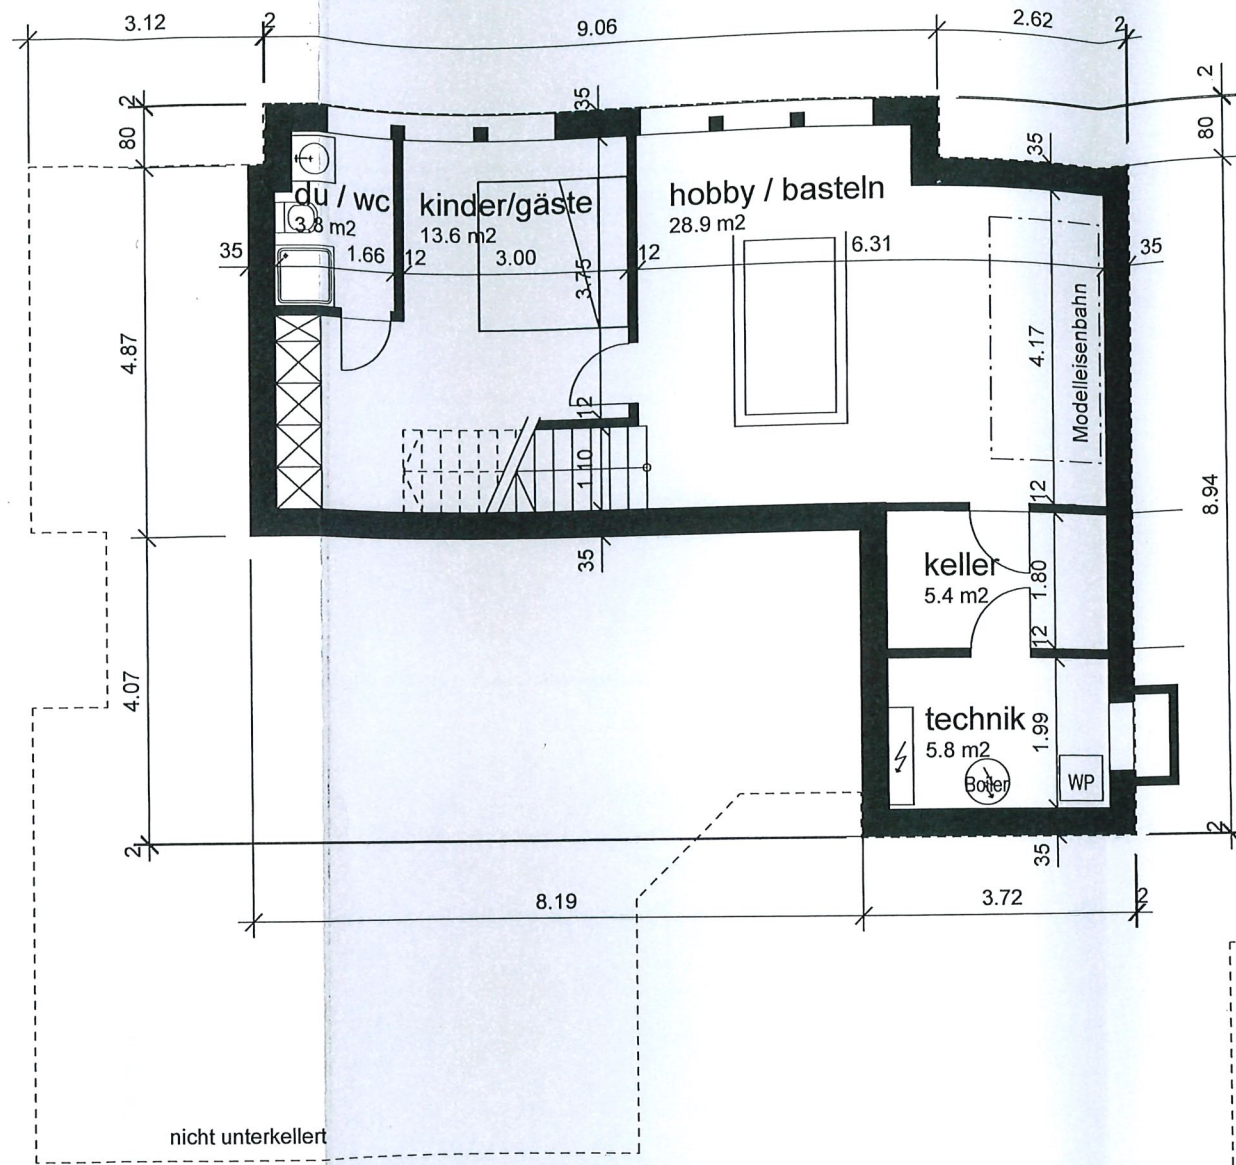 3.12
2
9.06
2.62
2
2
80
35
35
2
80
du / wc
3.8 m2
kinder/gäste
13.6 m2
hobby / basteln
28.9 m2
35
1.66
12
3.00
3.75
12
6.31
35
4.87
4.17
Modelleisenbahn
12
1.10
12
8.94
35
keller
5.4 m2
1.80
12
4.07
technik
5.8 m2
1.99
Boiler
WP
2
35
2
8.19
3.72
2
nicht unterkellert